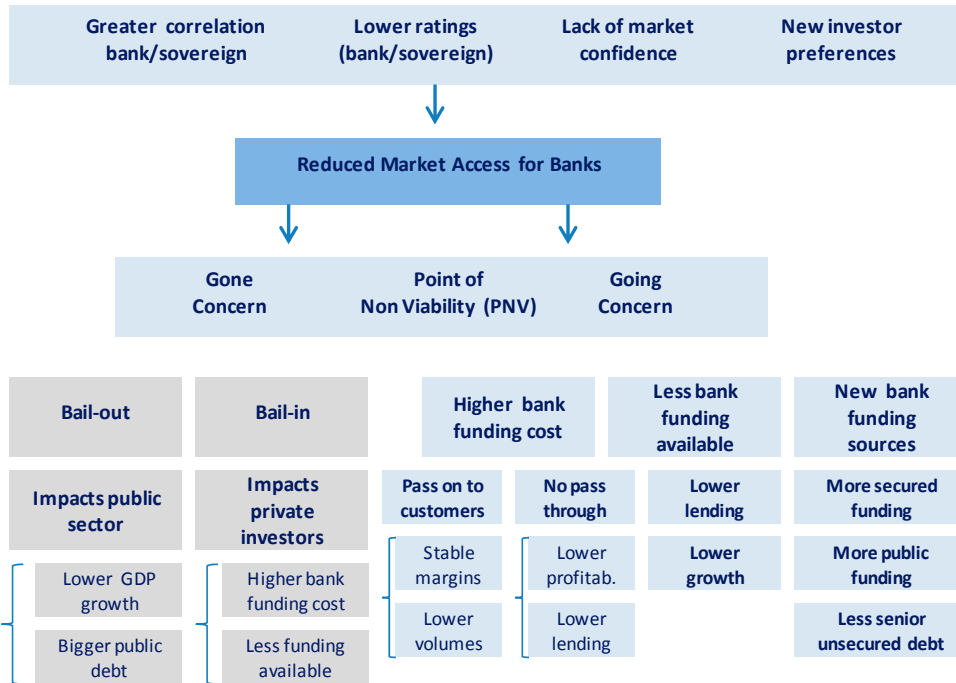 Greater correlation
bank/sovereign
Lower ratings
(bank/sovereign)
Lack of market
confidence
New investor
preferences
Reduced Market Access for Banks
Gone
Concern
Point of
Non Viability (PNV)
Going
Concern
Bail-out
Bail-in
Higher bank
funding cost
Less bank
funding
available
New bank
funding
sources
Impacts public
sector
Impacts
private
investors
Pass on to
customers
No pass
through
Lower
lending
More secured
funding
Lower GDP
growth
Higher bank
funding cost
Stable
margins
Lower
profitab.
Lower
growth
More public
funding
Bigger public
debt
Less funding
available
Lower
volumes
Lower
lending
Less senior
unsecured debt